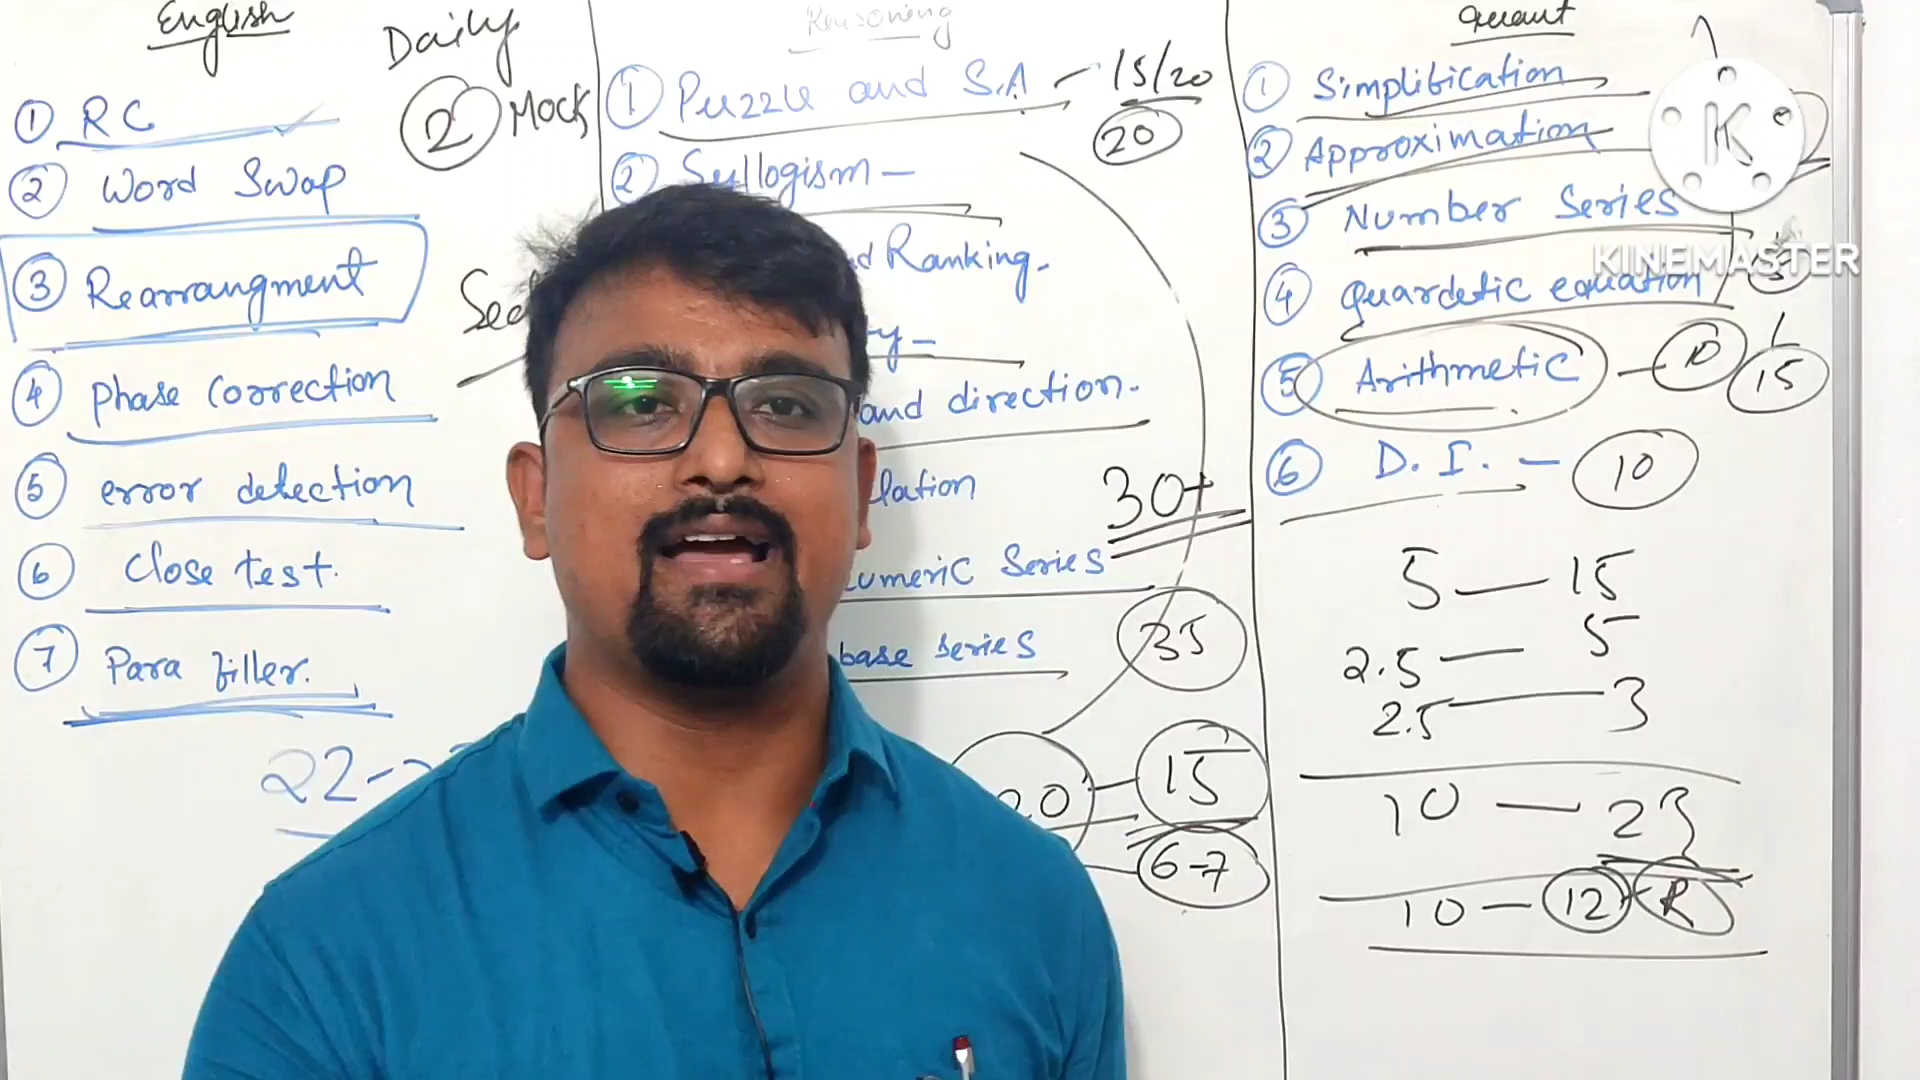 English
Daily
② Mock
① RC
② Word Swap
③ Rearrangment
④ Phase Correction
⑤ error detection
⑥ Close test.
⑦ Para filler.
22-
Reasoning
① Puzzle and S.A - 15/20
20
② Syllogism -
Ranking.
and direction.
30+
Series
base series
35
20 - 15
6-7
Quant
① Simplification
② Approximation
③ Number Series
④ Quardetic equation
⑤ Arithmetic - 10
15
⑥ D.I. - 10
5 - 15
2.5 - 5
2.5 - 3
10 - 23
10 - 12 R
K
KINEMASTER